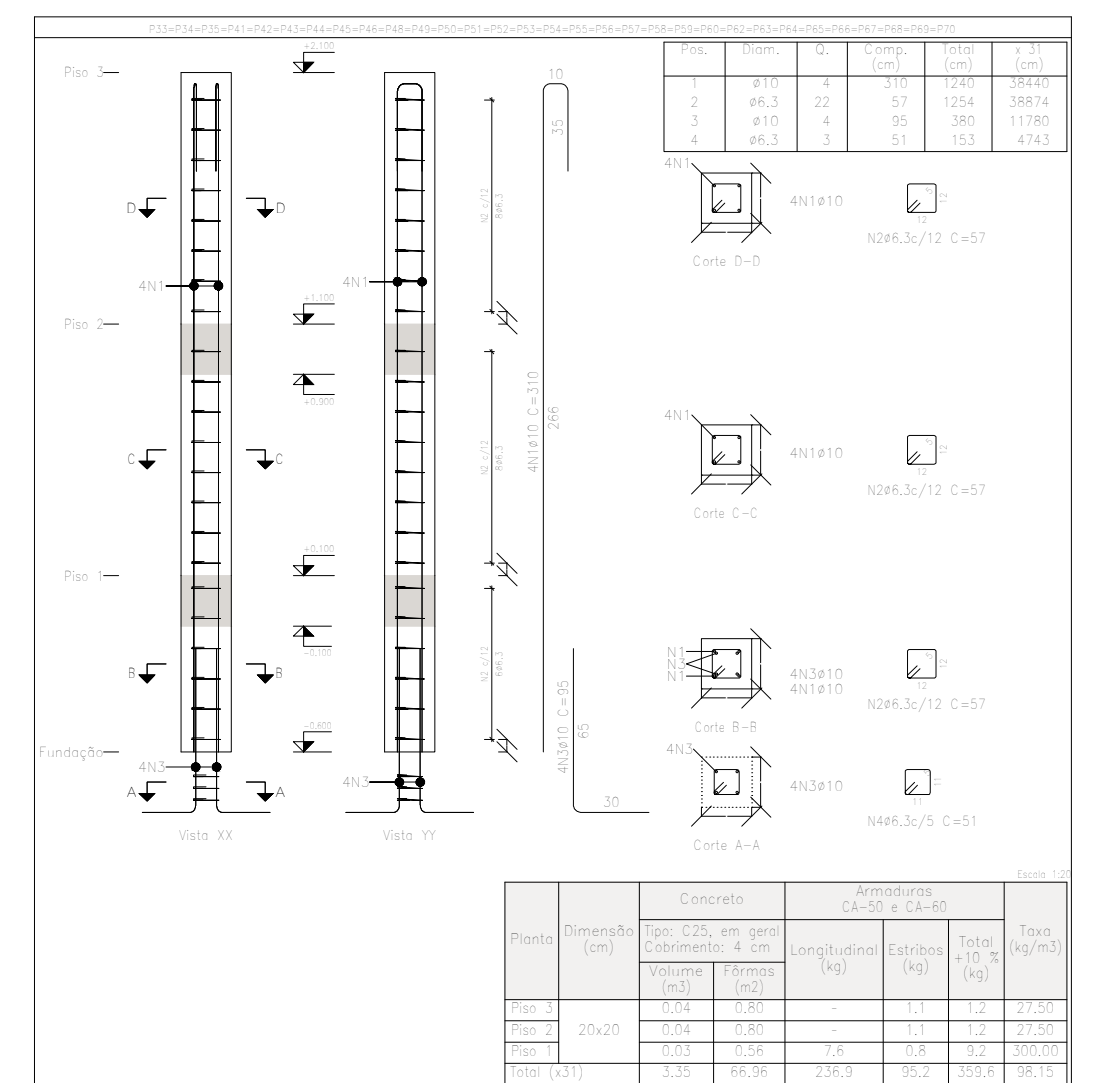 P33=P34=P35=P41=P42=P43=P44=P45=P46=P48=P49=P50=P51=P52=P53=P54=P55=P56=P57=P58=P59=P60=P62=P63=P64=P65=P66=P67=P68=P69=P70
Pos. Diam. Q. Comp. (cm) Total (cm) x 31 (cm)
1 ø10 4 310 1240 38440
2 ø6.3 22 57 1254 38874
3 ø10 4 95 380 11780
4 ø6.3 3 51 153 4743
Piso 3
+2.100
D D
4N1
4N1
+1.100
Piso 2
+0.900
C C
+0.100
Piso 1
-0.100
B B
-0.600
Fundação
4N3
4N3
A A
Vista XX
Vista YY
N2 c/12
8ø6.3
N2 c/12
8ø6.3
N2 c/12
6ø6.3
10
35
4N1ø10 C=310
266
4N3ø10 C=95
65
30
4N1
4N1ø10
5
12
12
N2ø6.3c/12 C=57
Corte D-D
4N1
4N1ø10
5
12
12
N2ø6.3c/12 C=57
Corte C-C
N1
N3
N1
4N3ø10
4N1ø10
5
12
12
N2ø6.3c/12 C=57
Corte B-B
4N3
4N3ø10
11
11
N4ø6.3c/5 C=51
Corte A-A
Escala 1:20
Planta
Dimensão (cm)
Concreto
Tipo: C25, em geral
Cobrimento: 4 cm
Volume (m3)
Fôrmas (m2)
Armaduras
CA-50 e CA-60
Longitudinal (kg)
Estribos (kg)
Total +10 % (kg)
Taxa (kg/m3)
Piso 3 0.04 0.80 - 1.1 1.2 27.50
Piso 2 20x20 0.04 0.80 - 1.1 1.2 27.50
Piso 1 0.03 0.56 7.6 0.8 9.2 300.00
Total (x31) 3.35 66.96 236.9 95.2 359.6 98.15